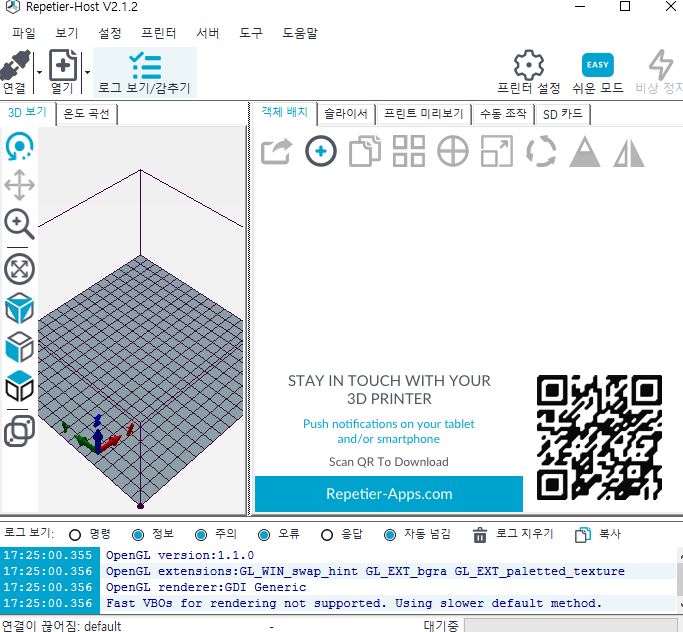 Repetier-Host V2.1.2
파일 보기 설정 프린터 서버 도구 도움말
연결 열기 로그 보기/감추기 프린터 설정 EASY 쉬운 모드 비상 정지
3D 보기 온도 곡선 객체 배치 슬라이서 프린트 미리보기 수동 조작 SD 카드
STAY IN TOUCH WITH YOUR
3D PRINTER
Push notifications on your tablet
and/or smartphone
Scan QR To Download
Repetier-Apps.com
로그 보기: 명령 정보 주의 오류 응답 자동 넘김 로그 지우기 복사
17:25:00.355 OpenGL version:1.1.0
17:25:00.356 OpenGL extensions:GL_WIN_swap_hint GL_EXT_bgra GL_EXT_paletted_texture
17:25:00.356 OpenGL renderer:GDI Generic
17:25:00.356 Fast VBOs for rendering not supported. Using slower default method.
연결이 끊어짐: default - 대기중